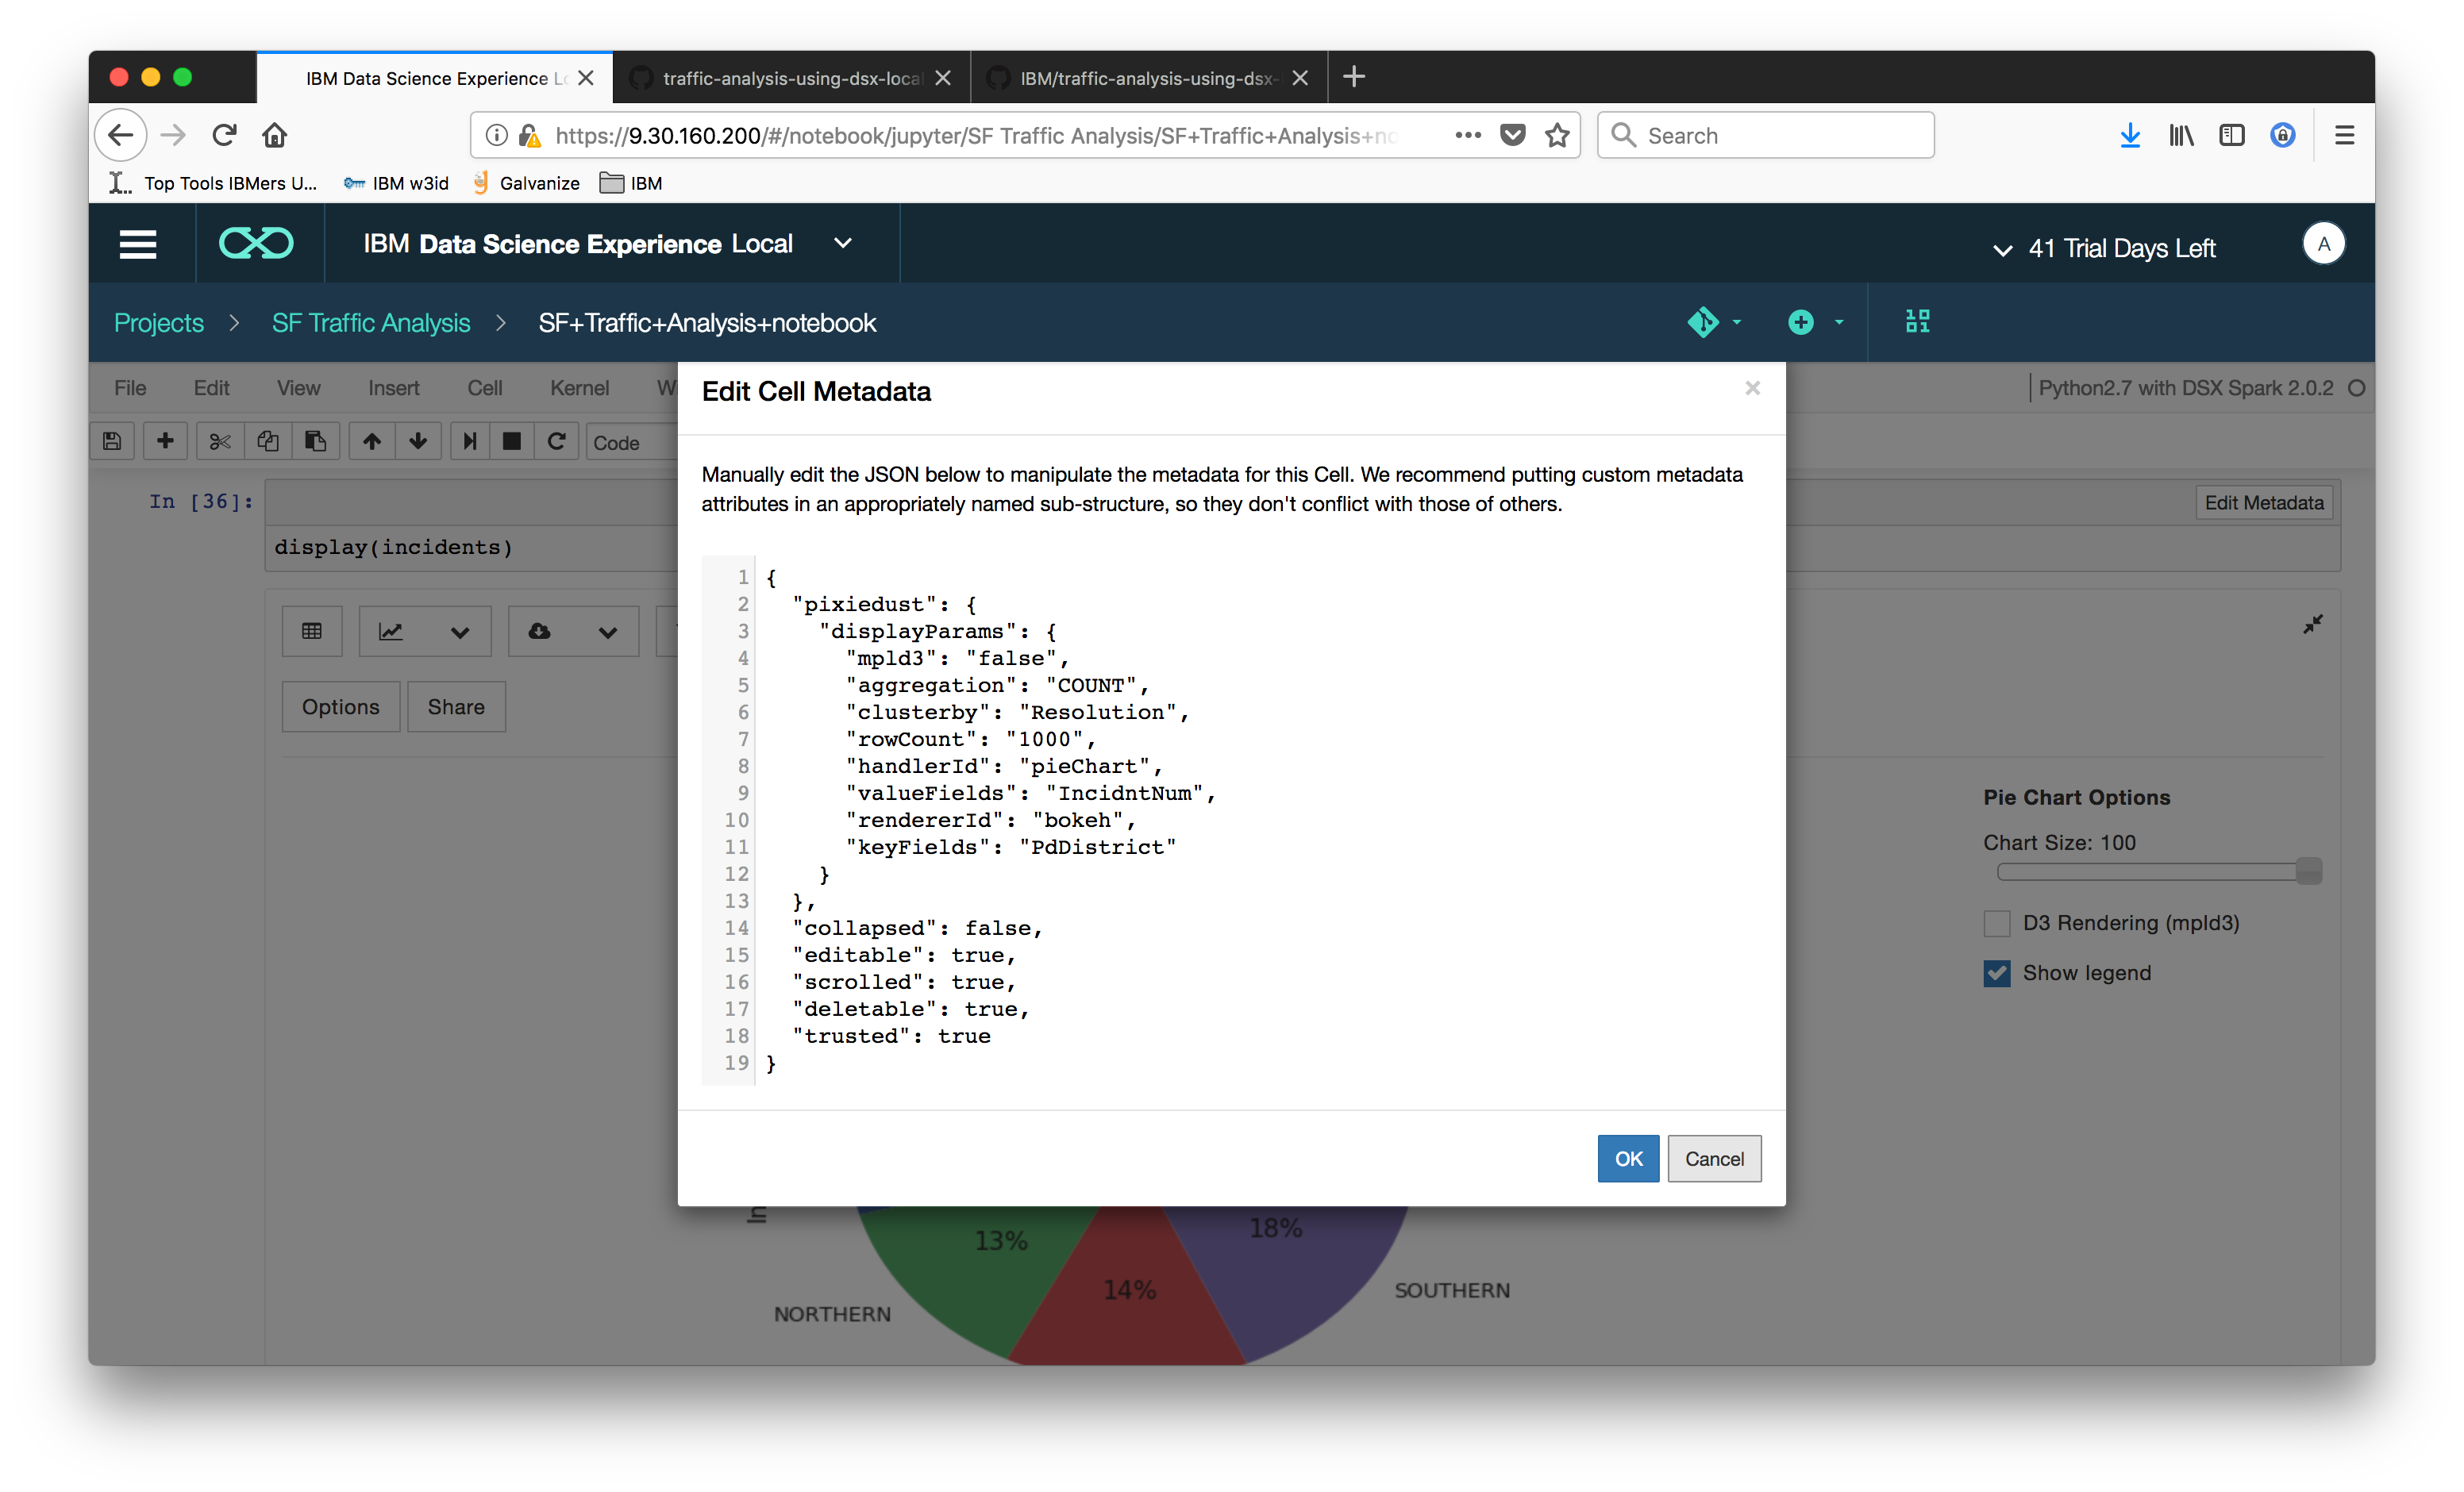 IBM Data Science Experience Lo
traffic-analysis-using-dsx-local
IBM/traffic-analysis-using-dsx-
https://9.30.160.200/#/notebook/jupyter/SF Traffic Analysis/SF+Traffic+Analysis+no
Search
Top Tools IBMers U...
IBM w3id
Galvanize
IBM
IBM Data Science Experience Local
41 Trial Days Left
A
Projects > SF Traffic Analysis > SF+Traffic+Analysis+notebook
File Edit View Insert Cell Kernel W
Python2.7 with DSX Spark 2.0.2
Code
In [36]:
Edit Metadata
display(incidents)
Options
Share
Edit Cell Metadata
×
Manually edit the JSON below to manipulate the metadata for this Cell. We recommend putting custom metadata
attributes in an appropriately named sub-structure, so they don't conflict with those of others.
1 {
2 "pixiedust": {
3 "displayParams": {
4 "mpld3": "false",
5 "aggregation": "COUNT",
6 "clusterby": "Resolution",
7 "rowCount": "1000",
8 "handlerId": "pieChart",
9 "valueFields": "IncidntNum",
10 "rendererId": "bokeh",
11 "keyFields": "PdDistrict"
12 }
13 },
14 "collapsed": false,
15 "editable": true,
16 "scrolled": true,
17 "deletable": true,
18 "trusted": true
19 }
OK
Cancel
Pie Chart Options
Chart Size: 100
D3 Rendering (mpld3)
Show legend
In
13%
14%
18%
NORTHERN
SOUTHERN